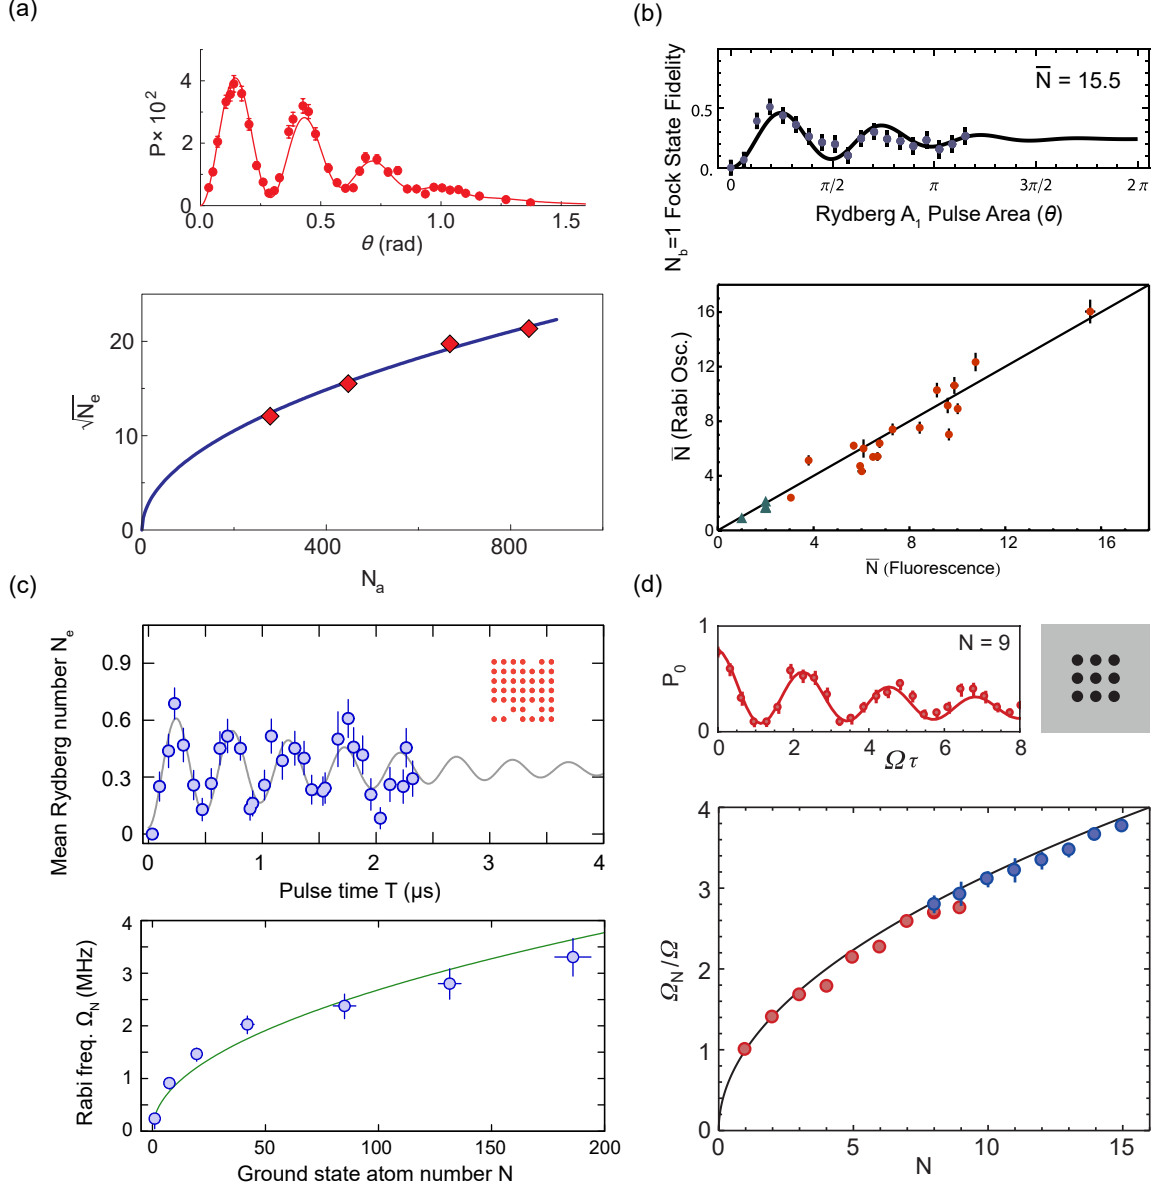 (a)
P × 10²
4
2
0
0.0
0.5
1.0
1.5
θ (rad)
√N̅ₑ
20
10
0
0
400
800
Nₐ
(b)
N_b=1 Fock State Fidelity
N̅ = 15.5
0.5
0.
0
π/2
π
3π/2
2π
Rydberg A₁ Pulse Area (θ)
N̅ (Rabi Osc.)
16
12
8
4
0
0
4
8
12
16
N̅ (Fluorescence)
(c)
Mean Rydberg number Nₑ
0.9
0.6
0.3
0
0
1
2
3
4
Pulse time T (µs)
Rabi freq. Ω_N (MHz)
4
3
2
1
0
0
50
100
150
200
Ground state atom number N
(d)
P₀
1
0
N = 9
0
2
4
6
8
Ωτ
Ω_N/Ω
4
3
2
1
0
0
5
10
15
N